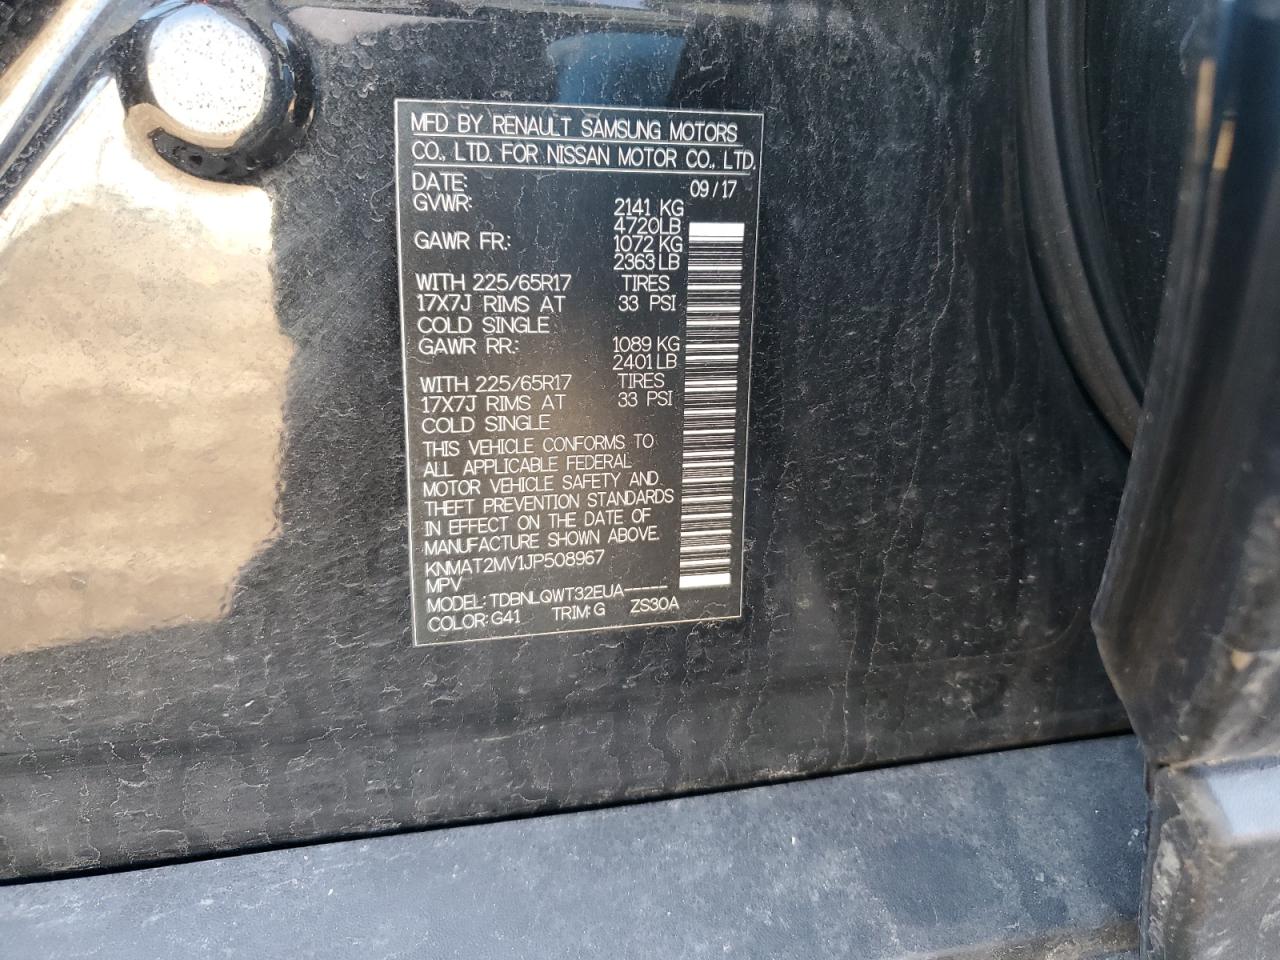 MFD BY RENAULT SAMSUNG MOTORS
CO., LTD. FOR NISSAN MOTOR CO., LTD.
DATE: 09/17
GVWR: 2141 KG
4720LB
GAWR FR: 1072 KG
2363LB
WITH 225/65R17 TIRES
17X7J RIMS AT 33 PSI
COLD SINGLE
GAWR RR: 1089 KG
2401LB
WITH 225/65R17 TIRES
17X7J RIMS AT 33 PSI
COLD SINGLE
THIS VEHICLE CONFORMS TO
ALL APPLICABLE FEDERAL
MOTOR VEHICLE SAFETY AND
THEFT PREVENTION STANDARDS
IN EFFECT ON THE DATE OF
MANUFACTURE SHOWN ABOVE.
KNMAT2MV1JP508967
MPV
MODEL: TDBNLQWT32EUA-----
COLOR: G41 TRIM: G ZS30A